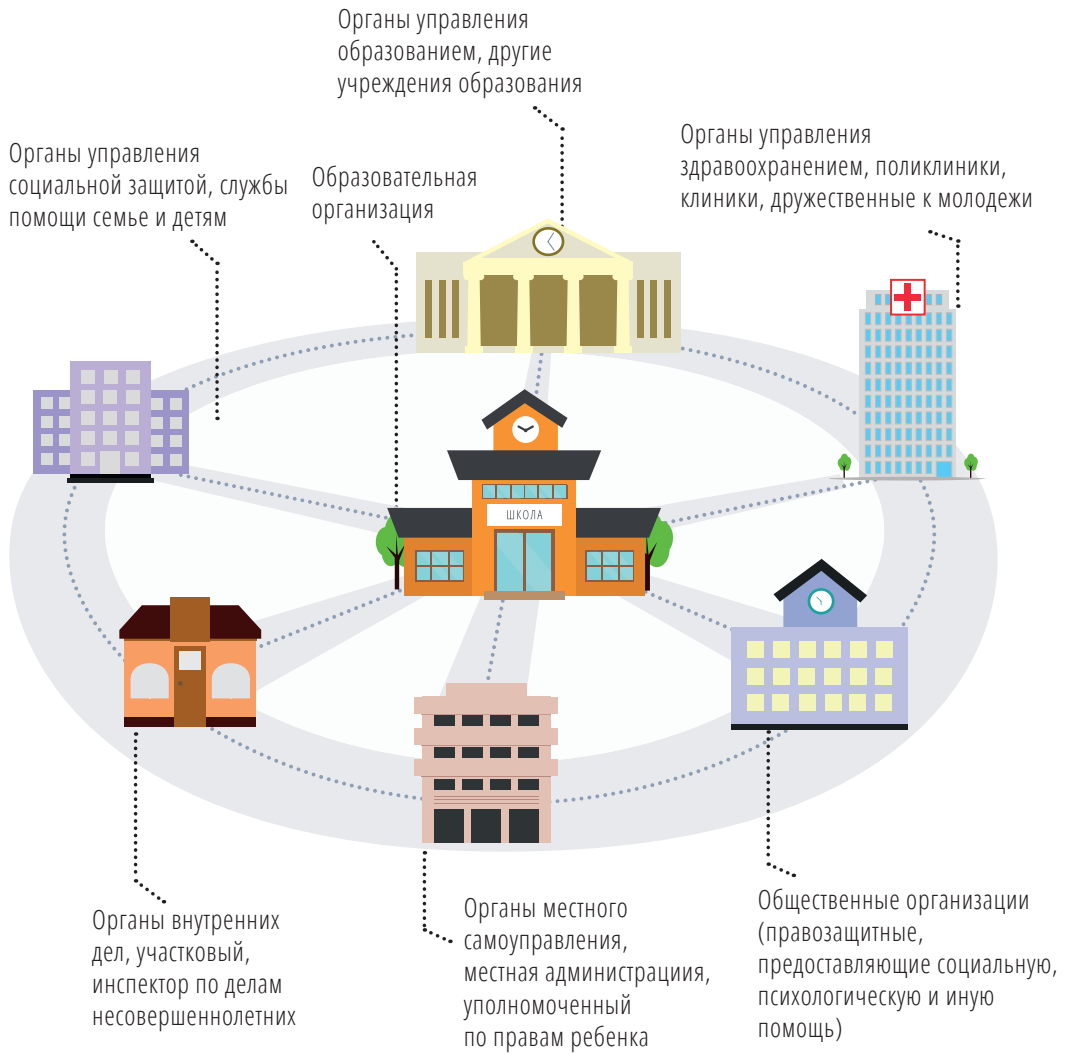 Органы управления
образованием, другие
учреждения образования
Органы управления
социальной защитой, службы
помощи семье и детям
Образовательная
организация
Органы управления
здравоохранением, поликлиники,
клиники, дружественные к молодежи
ШКОЛА
Органы внутренних
дел, участковый,
инспектор по делам
несовершеннолетних
Органы местного
самоуправления,
местная администрациия,
уполномоченный
по правам ребенка
Общественные организации
(правозащитные,
предоставляющие социальную,
психологическую и иную
помощь)